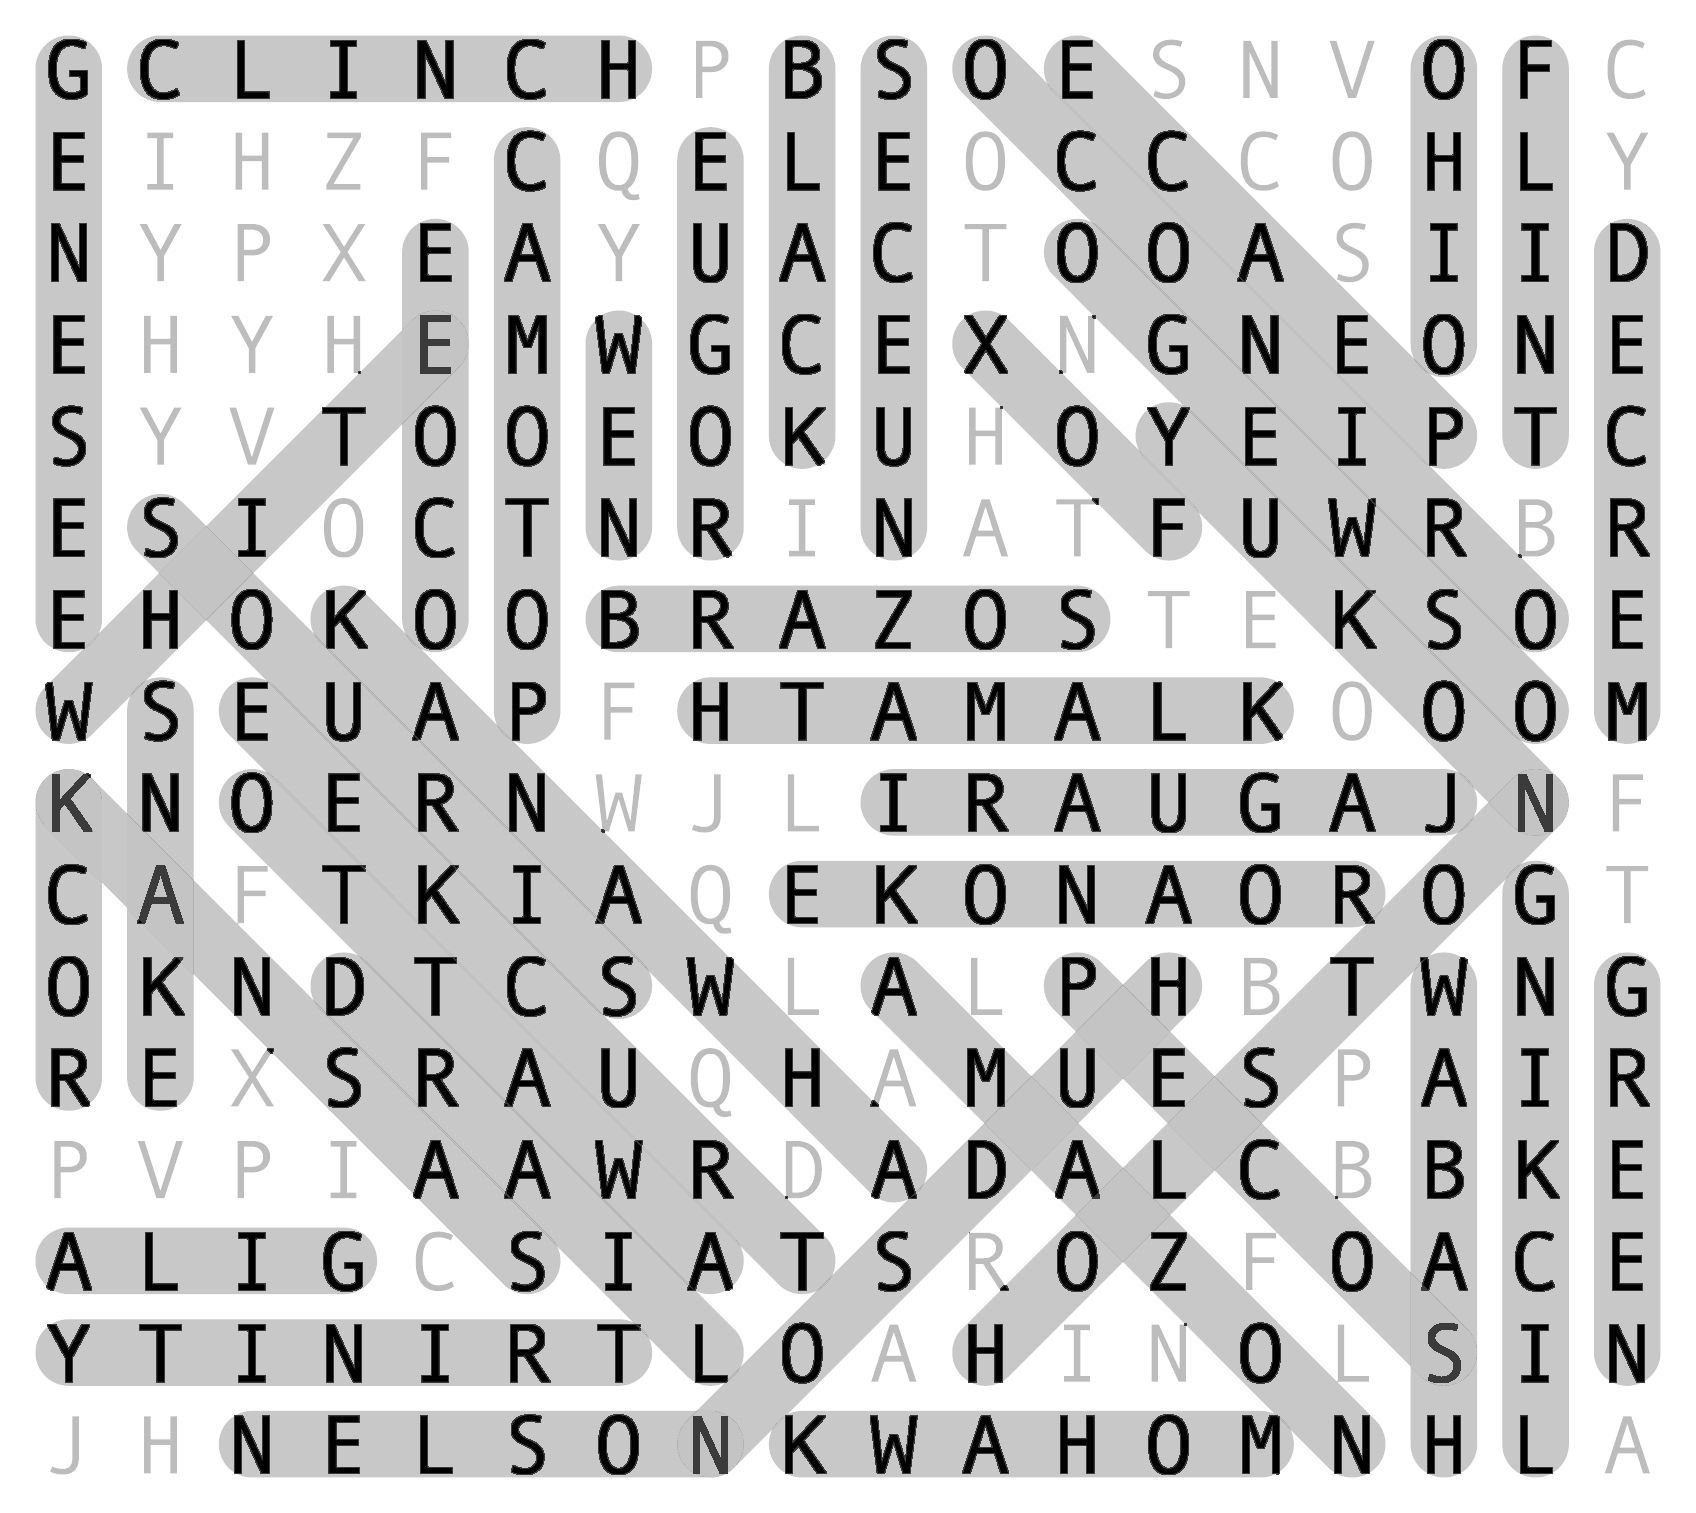 G C L I N C H P B S O E S N V O F C
E I H Z F C Q E L E O C C C O H L Y
N Y P X E A Y U A C T O O A S I I D
E H Y H E M W G C E X N G N E O N E
S Y V T O O E O K U H O Y E I P T C
E S I O C T N R I N A T F U W R B R
E H O K O O B R A Z O S T E K S O E
W S E U A P F H T A M A L K O O O M
K N O E R N W J L I R A U G A J N F
C A F T K I A Q E K O N A O R O G T
O K N D T C S W L A L P H B T W N G
R E X S R A U Q H A M U E S P A I R
P V P I A A W R D A D A L C B B K E
A L I G C S I A T S R O Z F O A C E
Y T I N I R T L O A H I N O L S I N
J H N E L S O N K W A H O M N H L A